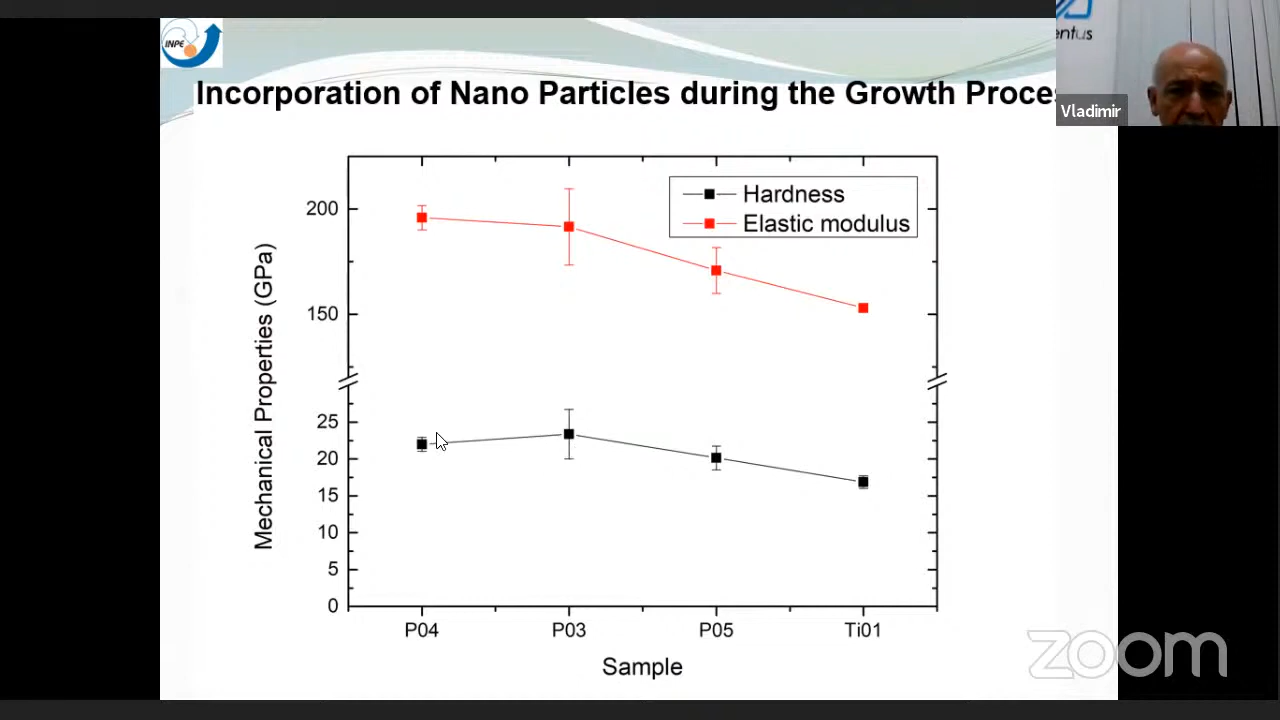 INPE
Incorporation of Nano Particles during the Growth Proces
entus
Vladimir
Hardness
Elastic modulus
Mechanical Properties (GPa)
200
150
25
20
15
10
5
0
P04 P03 P05 Ti01
Sample
zoom